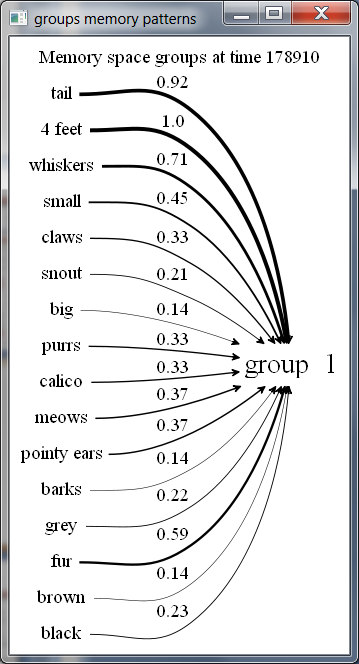 groups memory patterns
Memory space groups at time 178910
0.92
tail
1.0
4 feet
0.71
whiskers
0.45
small
0.33
claws
0.21
snout
0.14
big
0.33
purrs
0.33
group 1
calico
0.37
meows
0.37
pointy ears
0.14
barks
0.22
grey
0.59
fur
0.14
brown
0.23
black